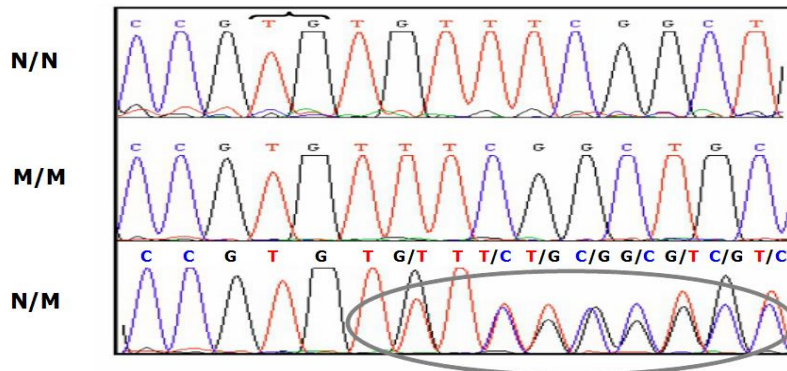 C C G T G T G T T T C G G C T
N/N
C C G T G T T T C G G C T G C
M/M
C C G T G T G/T T T/C T/G C/G G/C G/T C/G T/C
N/M